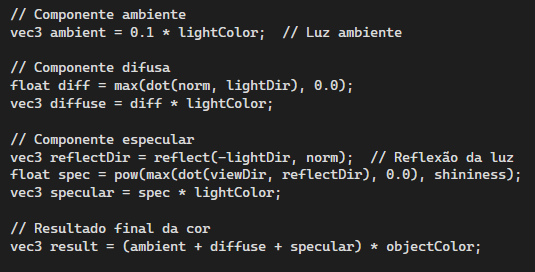 // Componente ambiente
vec3 ambient = 0.1 * lightColor;  // Luz ambiente
// Componente difusa
float diff = max(dot(norm, lightDir), 0.0);
vec3 diffuse = diff * lightColor;
// Componente especular
vec3 reflectDir = reflect(-lightDir, norm);  // Reflexão da luz
float spec = pow(max(dot(viewDir, reflectDir), 0.0), shininess);
vec3 specular = spec * lightColor;
// Resultado final da cor
vec3 result = (ambient + diffuse + specular) * objectColor;